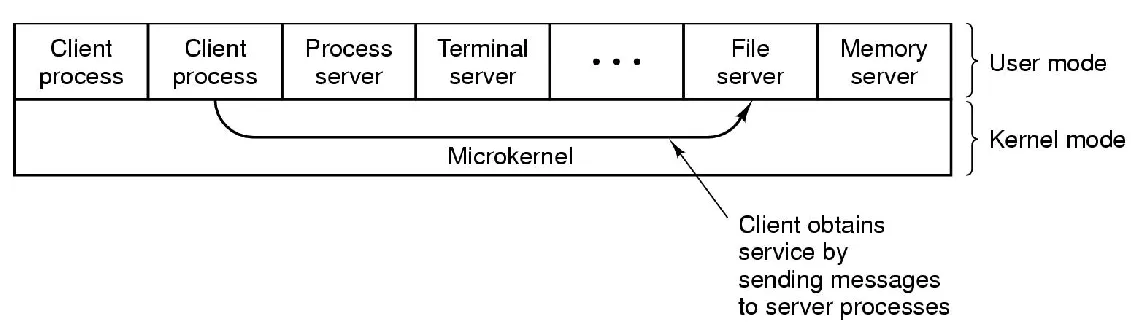 Client
process
Client
process
Process
server
Terminal
server
• • •
File
server
Memory
server
User mode
Microkernel
Kernel mode
Client obtains
service by
sending messages
to server processes